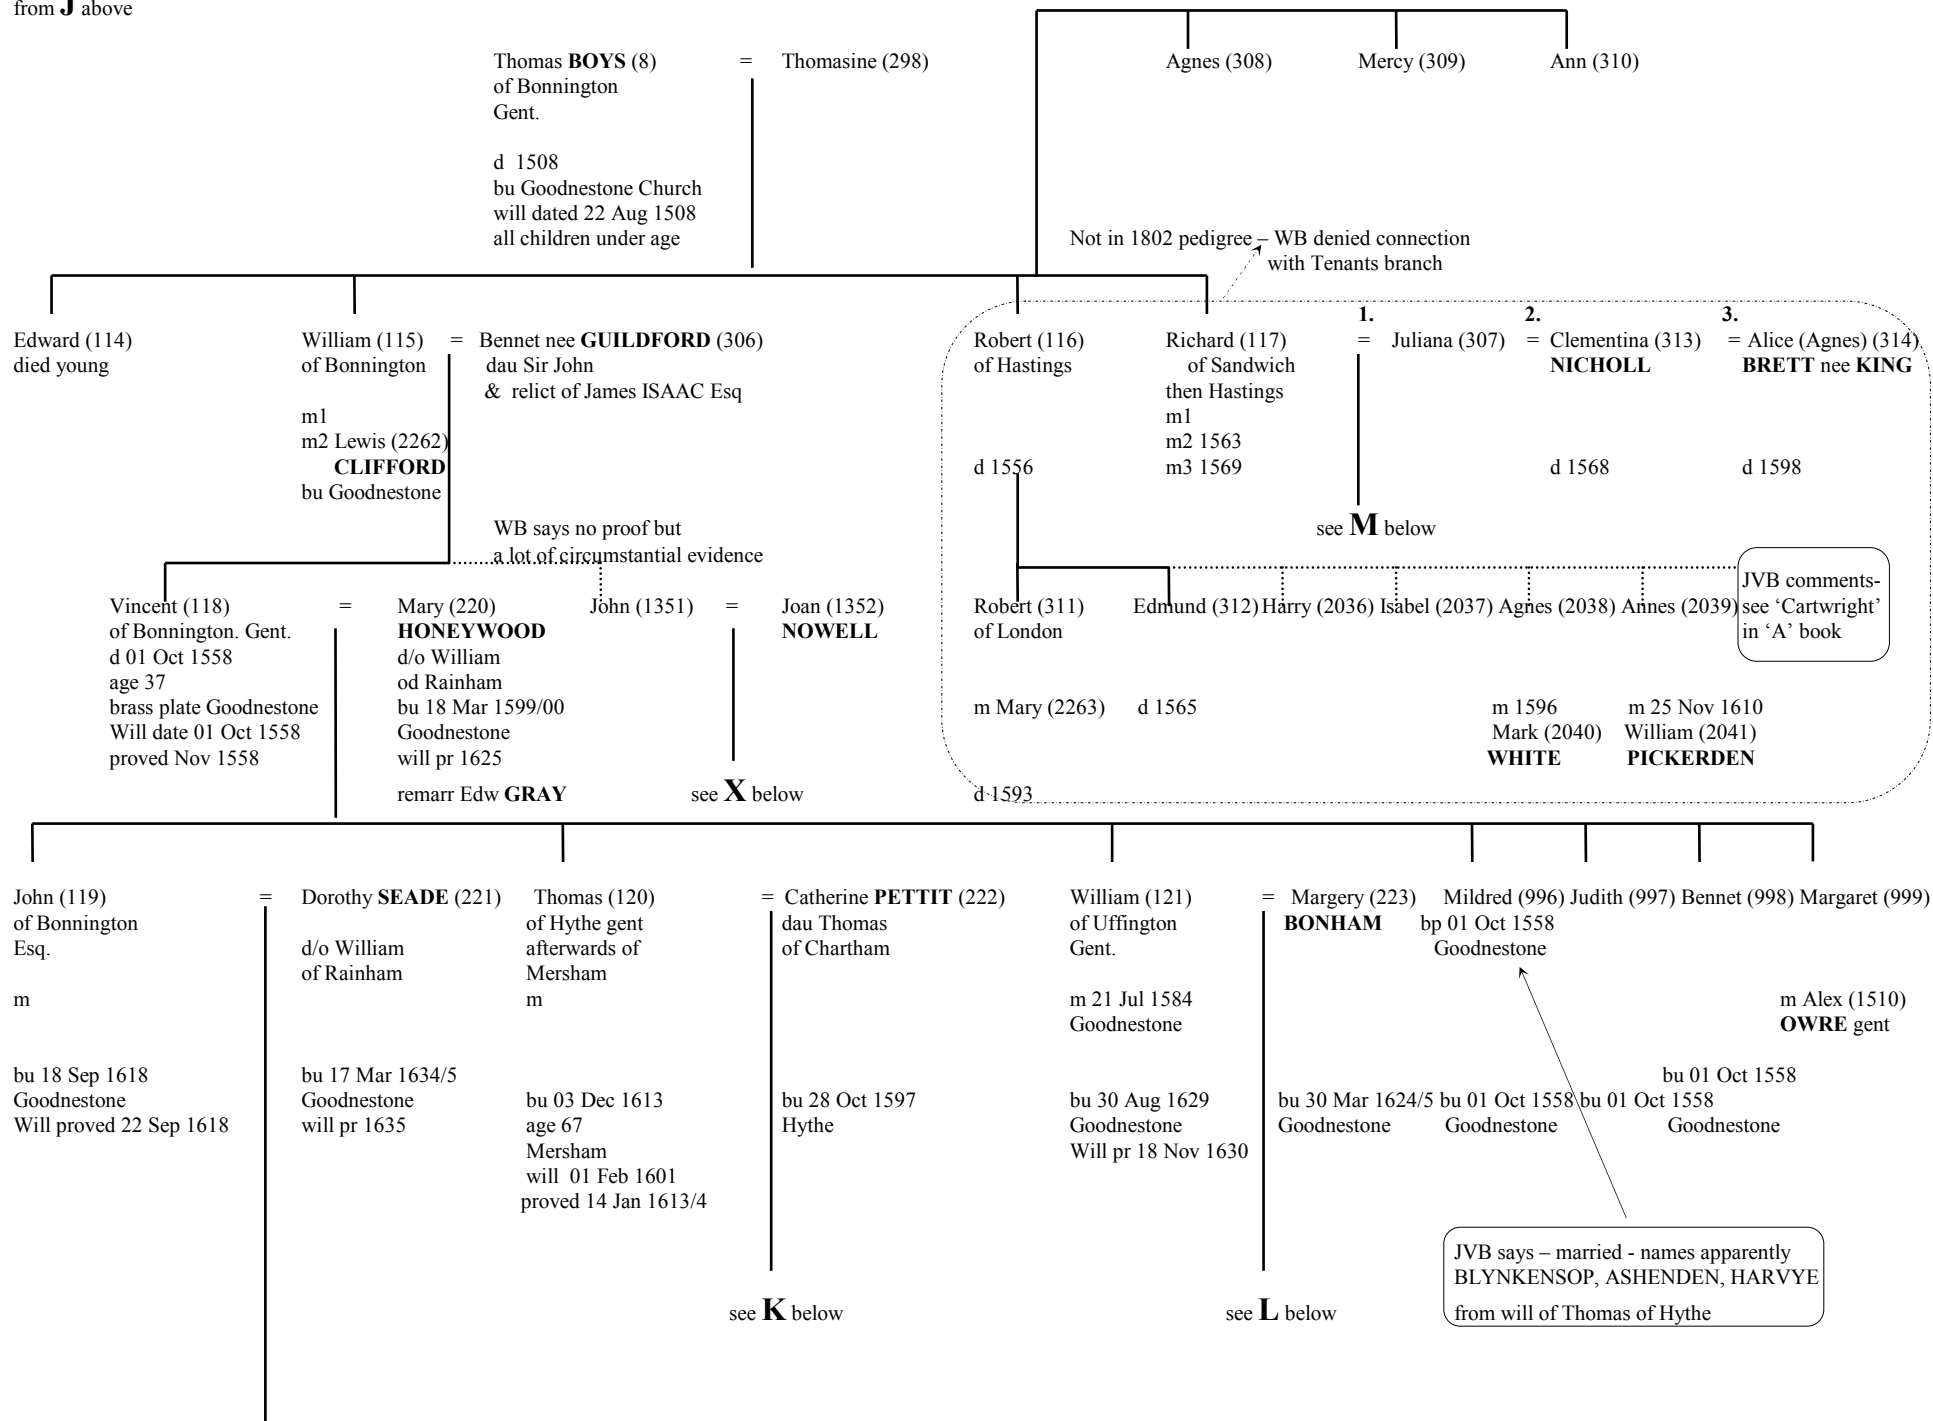 from J above
Thomas BOYS (8)
of Bonnington
Gent.
d 1508
bu Goodnestone Church
will dated 22 Aug 1508
all children under age
=
Thomasine (298)
Agnes (308)
Mercy (309)
Ann (310)
Not in 1802 pedigree – WB denied connection
with Tenants branch
Edward (114)
died young
William (115)
of Bonnington
m1
m2 Lewis (2262)
CLIFFORD
bu Goodnestone
=
Bennet nee GUILDFORD (306)
dau Sir John
& relict of James ISAAC Esq
Robert (116)
of Hastings
d 1556
Richard (117)
of Sandwich
then Hastings
m1
m2 1563
m3 1569
1.
= Juliana (307)
see M below
2.
= Clementina (313)
NICHOLL
d 1568
3.
= Alice (Agnes) (314)
BRETT nee KING
d 1598
WB says no proof but
a lot of circumstantial evidence
Vincent (118)
of Bonnington. Gent.
d 01 Oct 1558
age 37
brass plate Goodnestone
Will date 01 Oct 1558
proved Nov 1558
=
Mary (220)
HONEYWOOD
d/o William
od Rainham
bu 18 Mar 1599/00
Goodnestone
will pr 1625
remarr Edw GRAY
John (1351)
=
Joan (1352)
NOWELL
see X below
Robert (311)
of London
m Mary (2263)
d 1593
Edmund (312)
d 1565
Harry (2036)
Isabel (2037)
Agnes (2038)
m 1596
Mark (2040)
WHITE
Annes (2039)
m 25 Nov 1610
William (2041)
PICKERDEN
JVB comments-
see ‘Cartwright’
in ‘A’ book
John (119)
of Bonnington
Esq.
m
bu 18 Sep 1618
Goodnestone
Will proved 22 Sep 1618
=
Dorothy SEADE (221)
d/o William
of Rainham
bu 17 Mar 1634/5
Goodnestone
will pr 1635
Thomas (120)
of Hythe gent
afterwards of
Mersham
m
bu 03 Dec 1613
age 67
Mersham
will 01 Feb 1601
proved 14 Jan 1613/4
= Catherine PETTIT (222)
dau Thomas
of Chartham
bu 28 Oct 1597
Hythe
see K below
William (121)
of Uffington
Gent.
m 21 Jul 1584
Goodnestone
bu 30 Aug 1629
Goodnestone
Will pr 18 Nov 1630
= Margery (223)
BONHAM
bu 30 Mar 1624/5
Goodnestone
see L below
Mildred (996)
bp 01 Oct 1558
Goodnestone
bu 01 Oct 1558
Goodnestone
Judith (997)
bu 01 Oct 1558
Bennet (998)
bu 01 Oct 1558
Goodnestone
Margaret (999)
m Alex (1510)
OWRE gent
JVB says – married - names apparently
BLYNKENSOP, ASHENDEN, HARVYE
from will of Thomas of Hythe